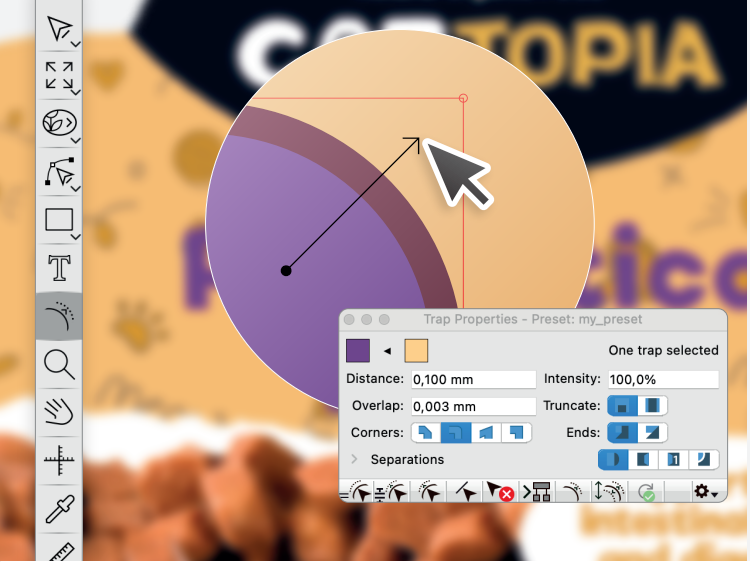 CATOPIA
Trap Properties - Preset: my_preset
One trap selected
Distance: 0,100 mm Intensity: 100,0%
Overlap: 0,003 mm Truncate:
Corners: Ends:
Separations
T